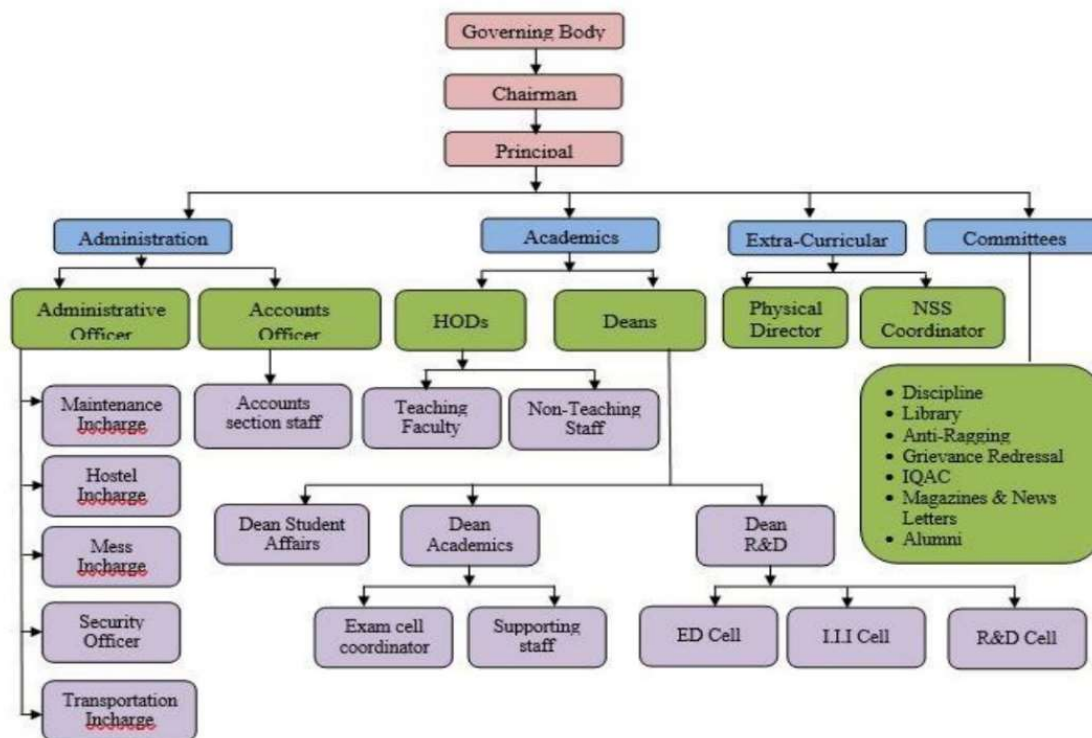 Governing Body
Chairman
Principal
Administration
Academics
Extra-Curricular
Committees
Administrative
Officer
Accounts
Officer
HODs
Deans
Physical
Director
NSS
Coordinator
Maintenance
Incharge
Accounts
section staff
Teaching
Faculty
Non-Teaching
Staff
• Discipline
• Library
• Anti-Ragging
• Grievance Redressal
• IQAC
• Magazines & News
Letters
• Alumni
Hostel
Incharge
Dean Student
Affairs
Dean
Academics
Dean
R&D
Mess
Incharge
Security
Officer
Exam cell
coordinator
Supporting
staff
ED Cell
I.I.I Cell
R&D Cell
Transportation
Incharge